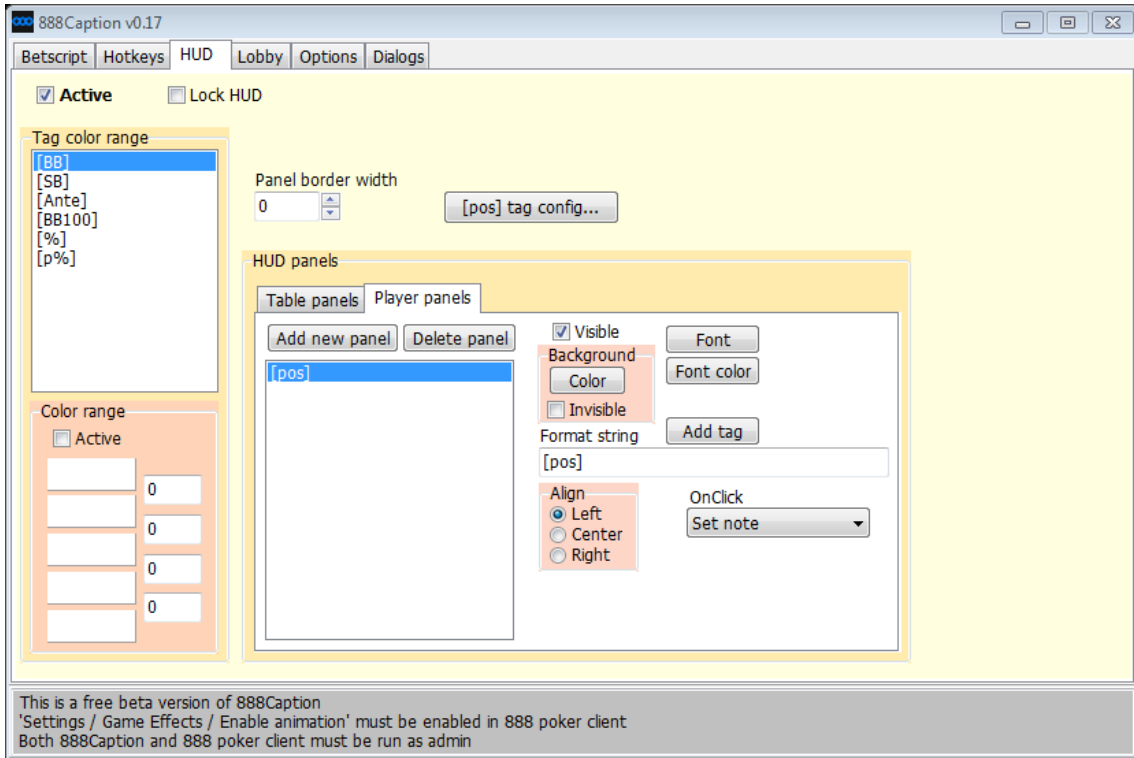 888Caption v0.17
Betscript Hotkeys HUD Lobby Options Dialogs
Active Lock HUD
Tag color range
[BB]
[SB]
[Ante]
[BB100]
[%]
[p%]
Panel border width
0
[pos] tag config...
HUD panels
Table panels Player panels
Add new panel Delete panel
[pos]
Visible
Background
Color
Invisible
Font
Font color
Format string
Add tag
[pos]
Align
Left
Center
Right
OnClick
Set note
Color range
Active
0
0
0
0
This is a free beta version of 888Caption
'Settings / Game Effects / Enable animation' must be enabled in 888 poker client
Both 888Caption and 888 poker client must be run as admin